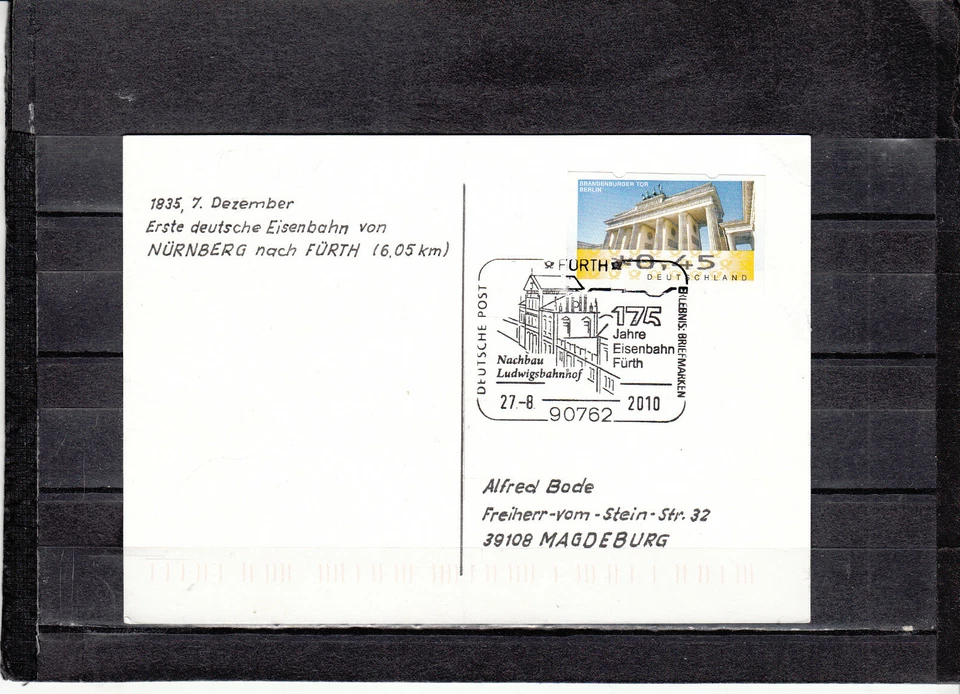 1835, 7. Dezember
Erste deutsche Eisenbahn von
NÜRNBERG nach FÜRTH (6,05 km)
BRANDENBURGER TOR
BERLIN
*0,45
DEUTSCHLAND
FÜRTH
DEUTSCHE POST
ERLEBNIS: BRIEFMARKEN
175
Jahre
Eisenbahn
Fürth
Nachbau
Ludwigsbahnhof
27.-8. 2010
90762
Alfred Bode
Freiherr-vom-Stein-Str. 32
39108 MAGDEBURG